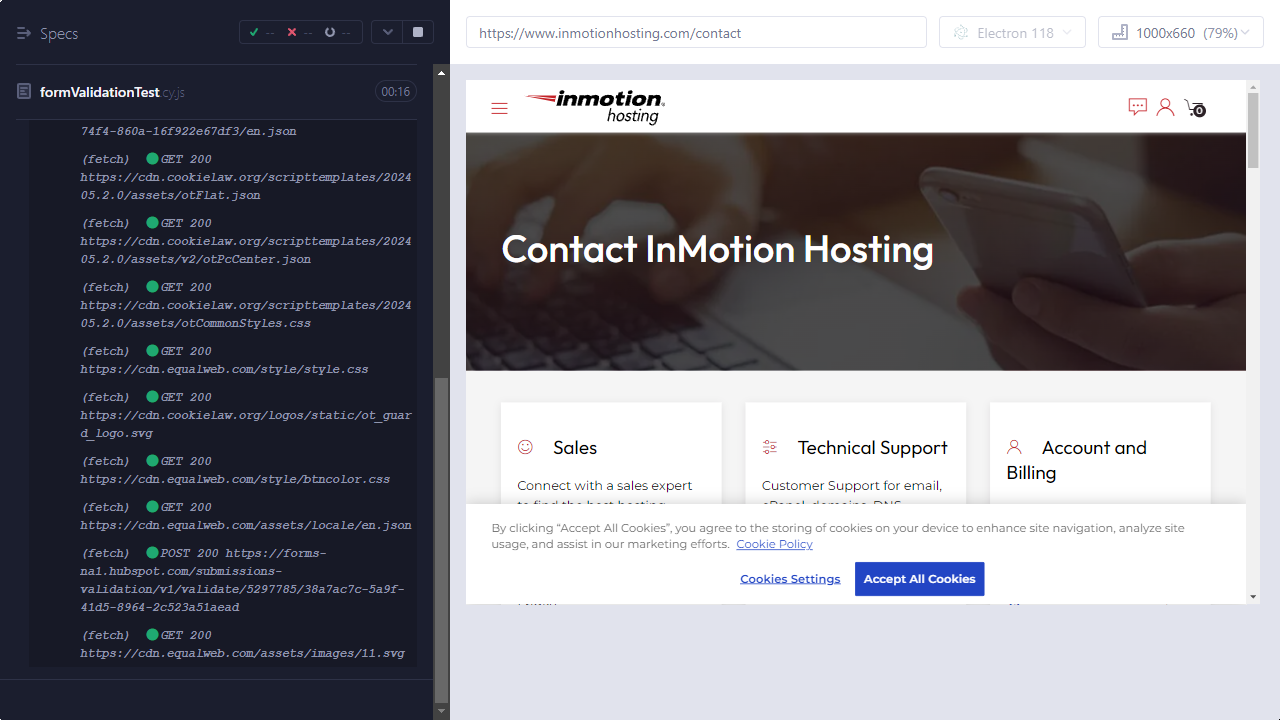 Specs
-- -- --
formValidationTest.cy.js 00:16
74f4-860a-16f922e67df3/en.json
(fetch) GET 200
https://cdn.cookielaw.org/scripttemplates/2024
05.2.0/assets/otFlat.json
(fetch) GET 200
https://cdn.cookielaw.org/scripttemplates/2024
05.2.0/assets/v2/otPcCenter.json
(fetch) GET 200
https://cdn.cookielaw.org/scripttemplates/2024
05.2.0/assets/otCommonStyles.css
(fetch) GET 200
https://cdn.equalweb.com/style/style.css
(fetch) GET 200
https://cdn.cookielaw.org/logos/static/ot_guar
d_logo.svg
(fetch) GET 200
https://cdn.equalweb.com/style/btncolor.css
(fetch) GET 200
https://cdn.equalweb.com/assets/locale/en.json
(fetch) POST 200 https://forms-
na1.hubspot.com/submissions-
validation/v1/validate/5297785/38a7ac7c-5a9f-
41d5-8964-2c523a51aead
(fetch) GET 200
https://cdn.equalweb.com/assets/images/11.svg
https://www.inmotionhosting.com/contact
Electron 118
1000x660 (79%)
inmotion
hosting
0
Contact InMotion Hosting
Sales
Connect with a sales expert
to find the best hosting
Technical Support
Customer Support for email,
cPanel, domains, DNS,
Account and
Billing
By clicking “Accept All Cookies”, you agree to the storing of cookies on your device to enhance site navigation, analyze site
usage, and assist in our marketing efforts. Cookie Policy
Cookies Settings
Accept All Cookies